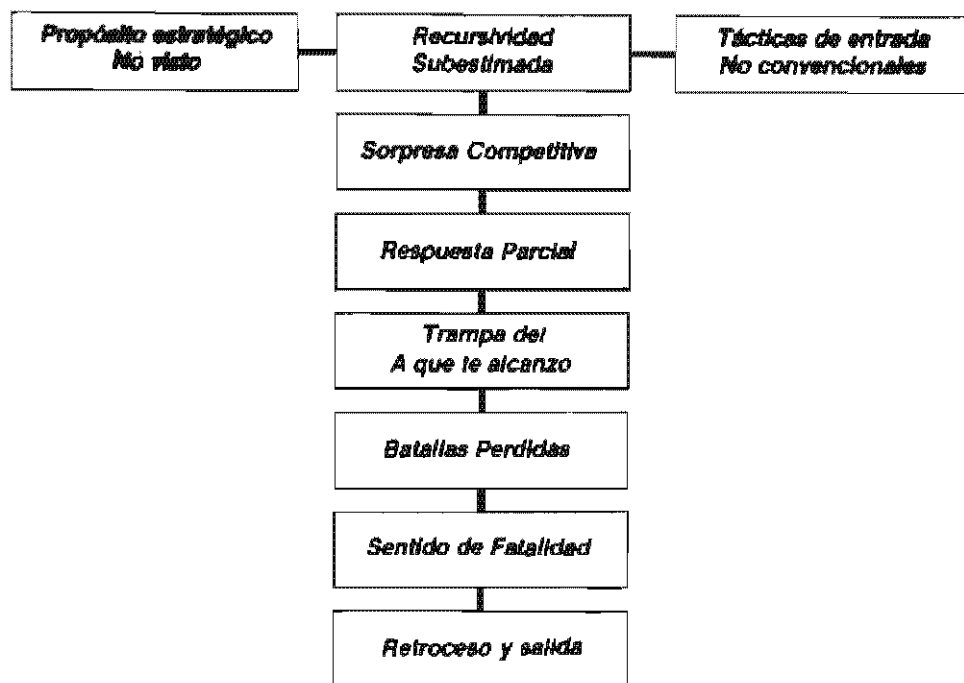 Propósito estratégico
No visto
Recursividad
Subestimada
Tácticas de entrada
No convencionales
Sorpresa Competitiva
Respuesta Parcial
Trampa del
A que te alcanzo
Batallas Perdidas
Sentido de Fatalidad
Retroceso y salida